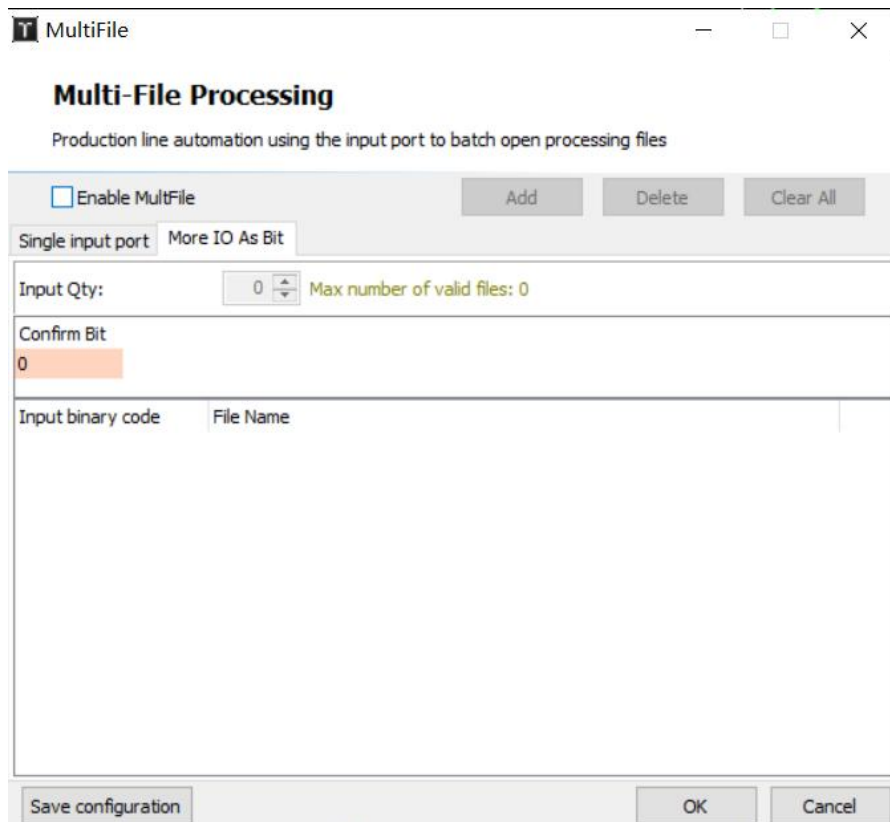 MultiFile
Multi-File Processing
Production line automation using the input port to batch open processing files
Enable MultFile Add Delete Clear All
Single input port More IO As Bit
Input Qty: 0 Max number of valid files: 0
Confirm Bit
0
Input binary code File Name
Save configuration OK Cancel